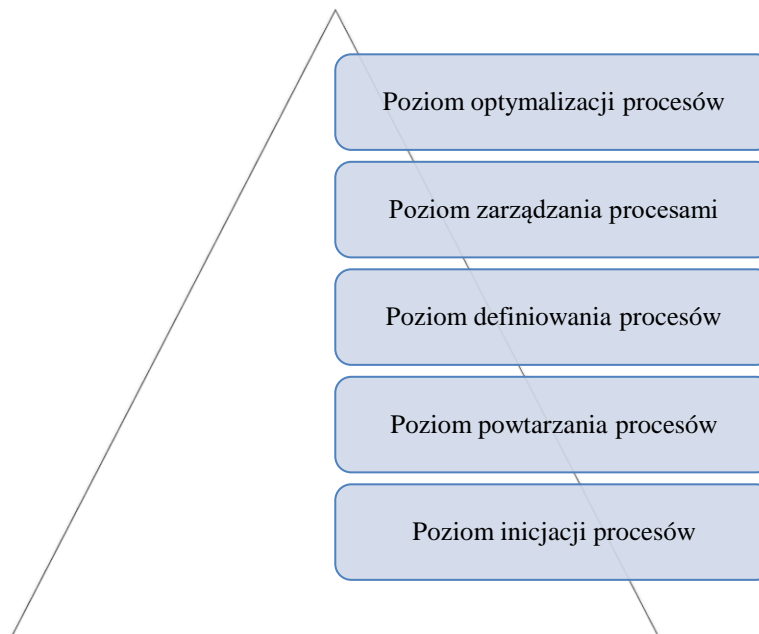 Poziom optymalizacji procesów
Poziom zarządzania procesami
Poziom definiowania procesów
Poziom powtarzania procesów
Poziom inicjacji procesów